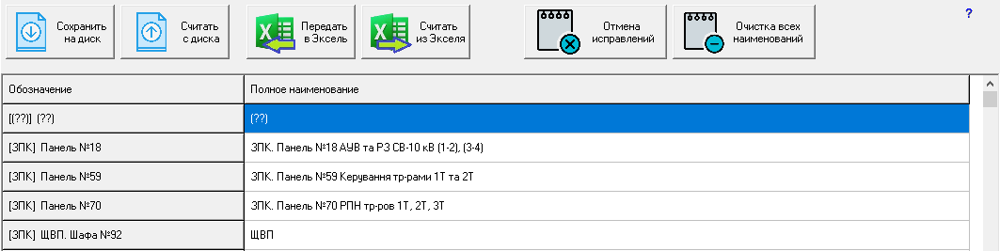 Сохранить
на диск
Считать
с диска
Передать
в Эксель
Считать
из Экселя
Отмена
исправлений
Очистка всех
наименований
?
Обозначение Полное наименование
[(??)] (??) (??)
[ЗПК] Панель №18 ЗПК. Панель №18 АУВ та РЗ СВ-10 кВ (1-2), (3-4)
[ЗПК] Панель №59 ЗПК. Панель №59 Керування тр-рами 1Т та 2Т
[ЗПК] Панель №70 ЗПК. Панель №70 РПН тр-ров 1Т, 2Т, 3Т
[ЗПК] ЩВП. Шафа №92 ЩВП